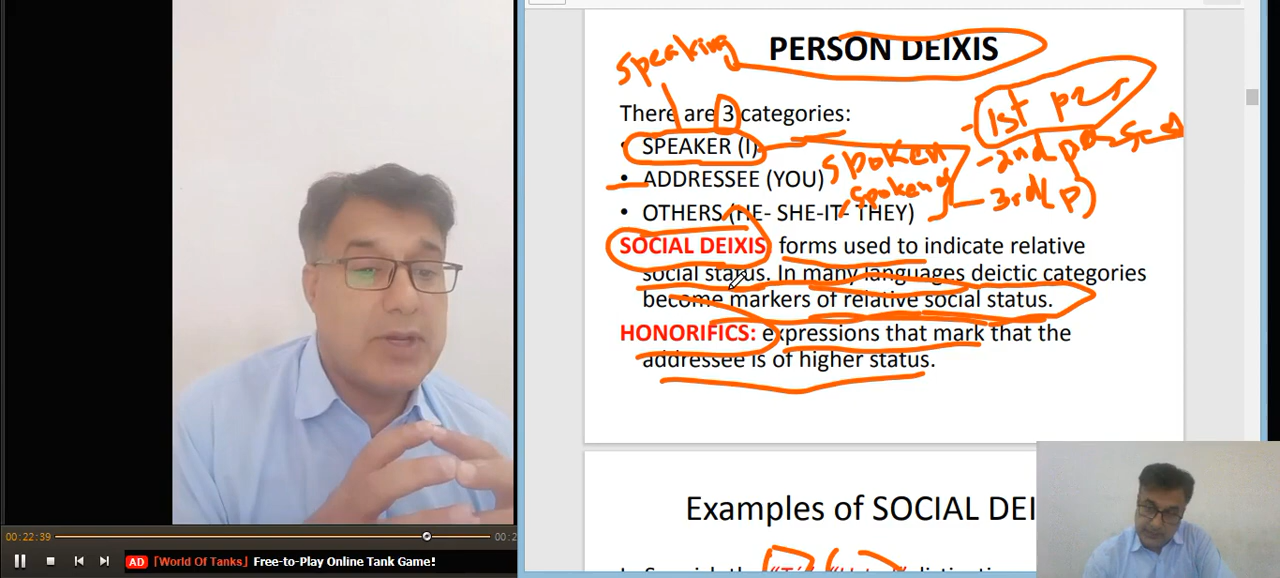 PERSON DEIXIS
speaking
There are 3 categories:
1st pers
• SPEAKER (I)
spoken
-2nd p
• ADDRESSEE (YOU)
spoken of
-3rd(p)
• OTHERS (HE- SHE-IT- THEY)
SOCIAL DEIXIS forms used to indicate relative
social status. In many languages deictic categories
become markers of relative social status.
HONORIFICS: expressions that mark that the
addressee is of higher status.
Examples of SOCIAL DEI
00:22:39
00:2
AD 「World Of Tanks」 Free-to-Play Online Tank Game!